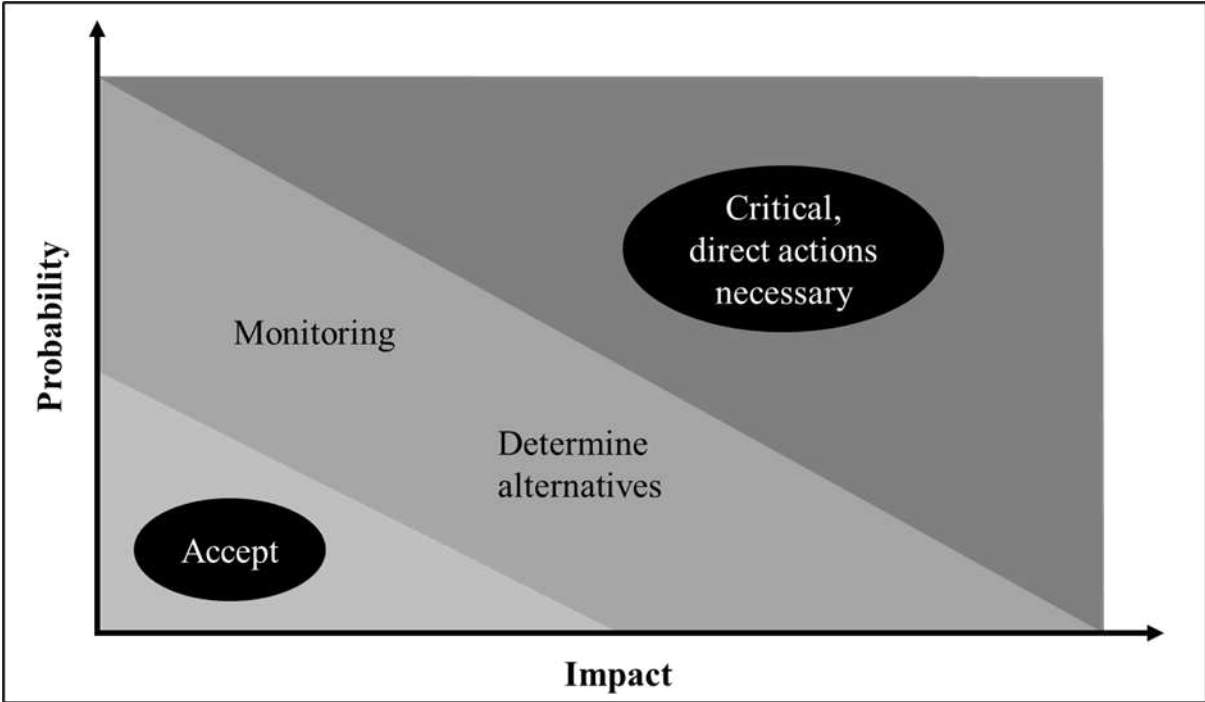 Probability
Critical,
direct actions
necessary
Monitoring
Determine
alternatives
Accept
Impact